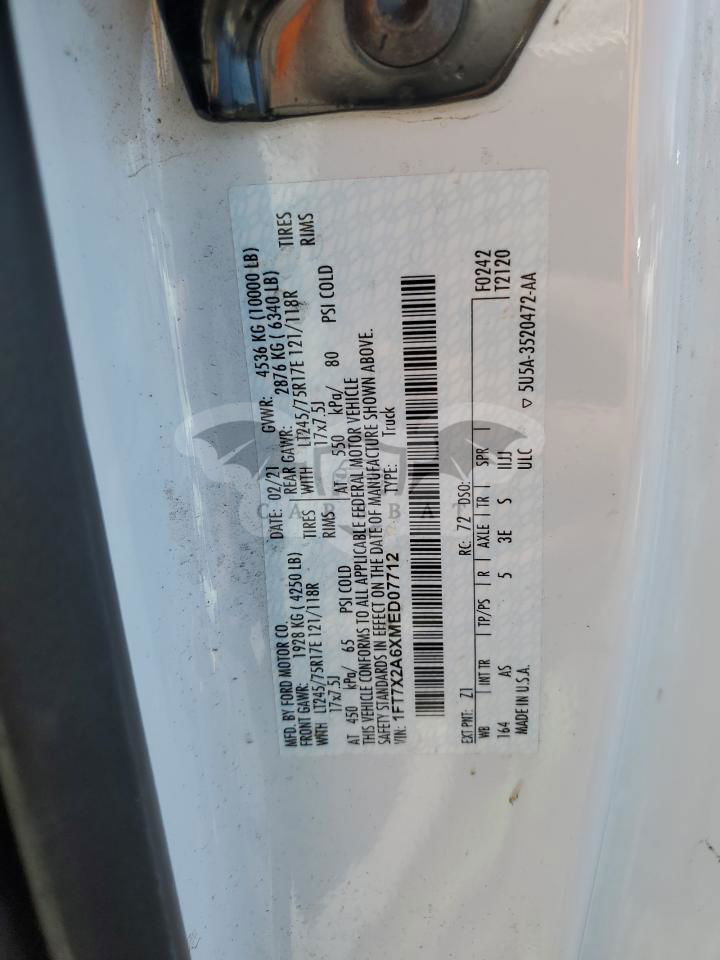 MFD. BY FORD MOTOR CO.
DATE: 02/21 GVWR: 4536 KG (10000 LB)
FRONT GAWR: 1928 KG ( 4250 LB) REAR GAWR: 2876 KG ( 6340 LB)
WITH LT245/75R17E 121/118R TIRES WITH LT245/75R17E 121/118R TIRES
17x7.5J RIMS 17x7.5J RIMS
AT 450 kPa/ 65 PSI COLD AT 550 kPa/ 80 PSI COLD
THIS VEHICLE CONFORMS TO ALL APPLICABLE FEDERAL MOTOR VEHICLE
SAFETY STANDARDS IN EFFECT ON THE DATE OF MANUFACTURE SHOWN ABOVE.
VIN: 1FT7X2A6XMED07712 TYPE: Truck
EXT PNT: Z1 RC: 72 DSO: F0242
T2120
WB INT TR TP/PS R AXLE TR SPR
164 AS 5 3E S IIJJ
MADE IN U.S.A. ULC ▽ 5U5A-3520472-AA
CAR BAT